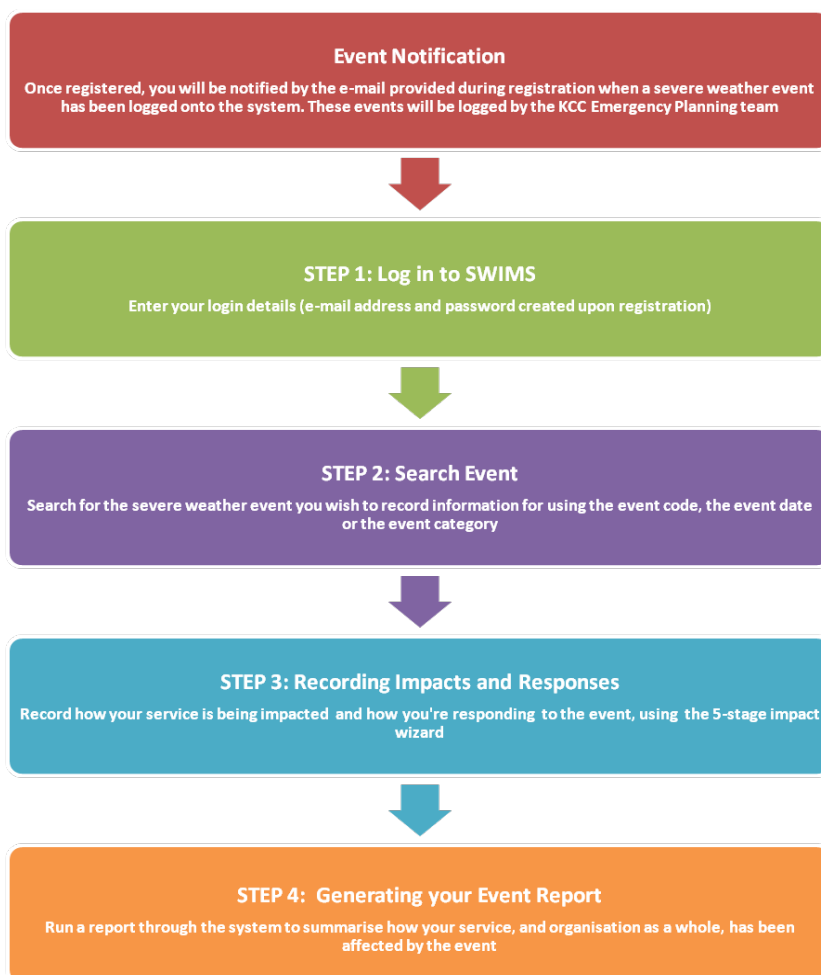 Event Notification
Once registered, you will be notified by the e-mail provided during registration when a severe weather event
has been logged onto the system. These events will be logged by the KCC Emergency Planning team
STEP 1: Log in to SWIMS
Enter your login details (e-mail address and password created upon registration)
STEP 2: Search Event
Search for the severe weather event you wish to record information for using the event code, the event date
or the event category
STEP 3: Recording Impacts and Responses
Record how your service is being impacted and how you're responding to the event, using the 5-stage impact
wizard
STEP 4: Generating your Event Report
Run a report through the system to summarise how your service, and organisation as a whole, has been
affected by the event